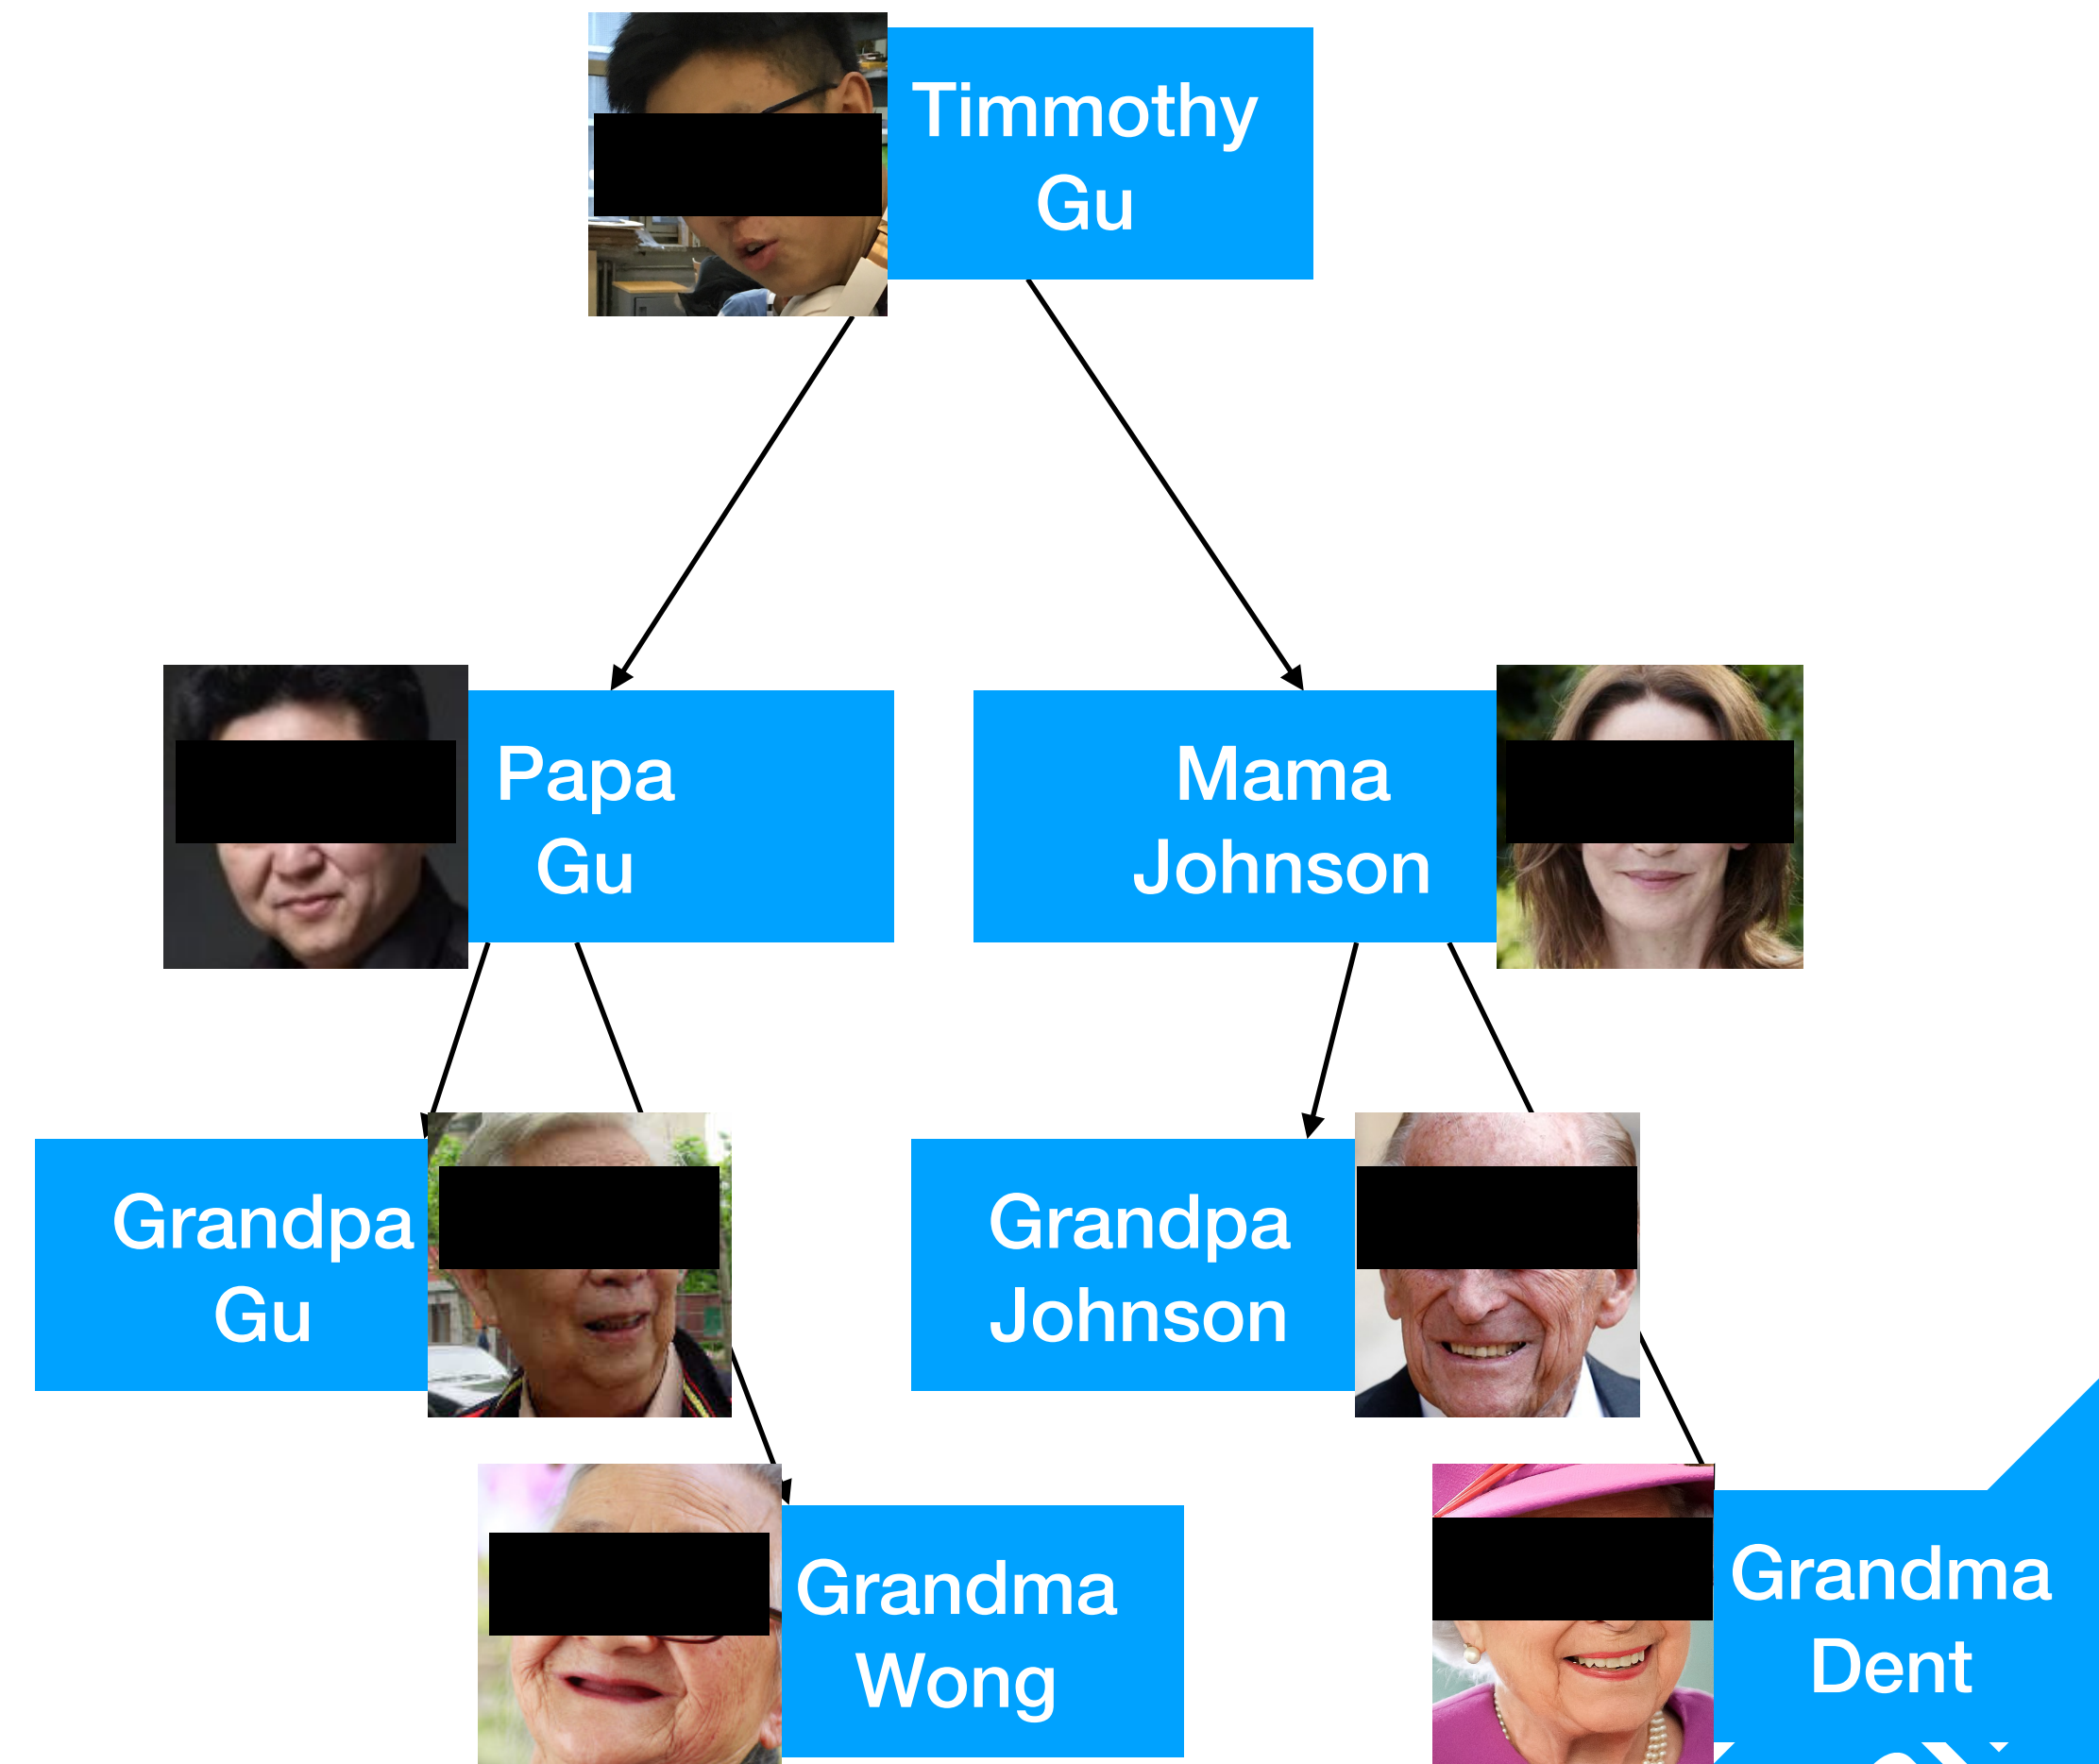 Timmothy
Gu
Papa
Gu
Mama
Johnson
Grandpa
Gu
Grandpa
Johnson
Grandma
Wong
Grandma
Dent